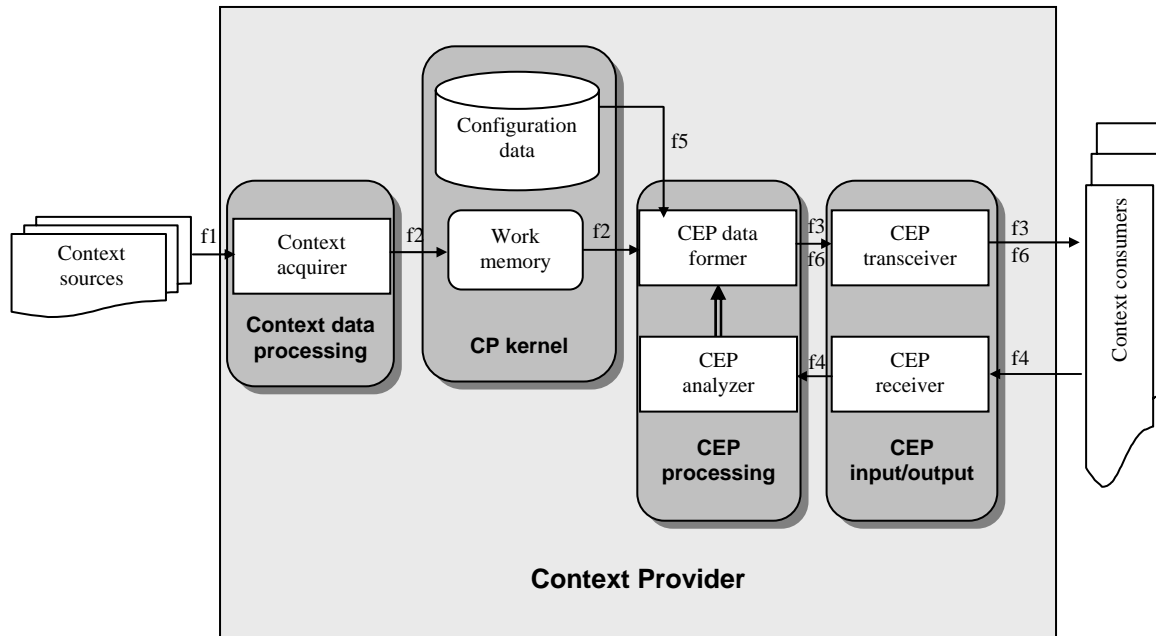 Configuration
data
f5
Context
sources
f1
Context
acquirer
f2
Work
memory
f2
CEP data
former
f3
f6
CEP
transceiver
f3
f6
Context consumers
Context data
processing
CP kernel
CEP
analyzer
f4
CEP
receiver
f4
CEP
processing
CEP
input/output
Context Provider